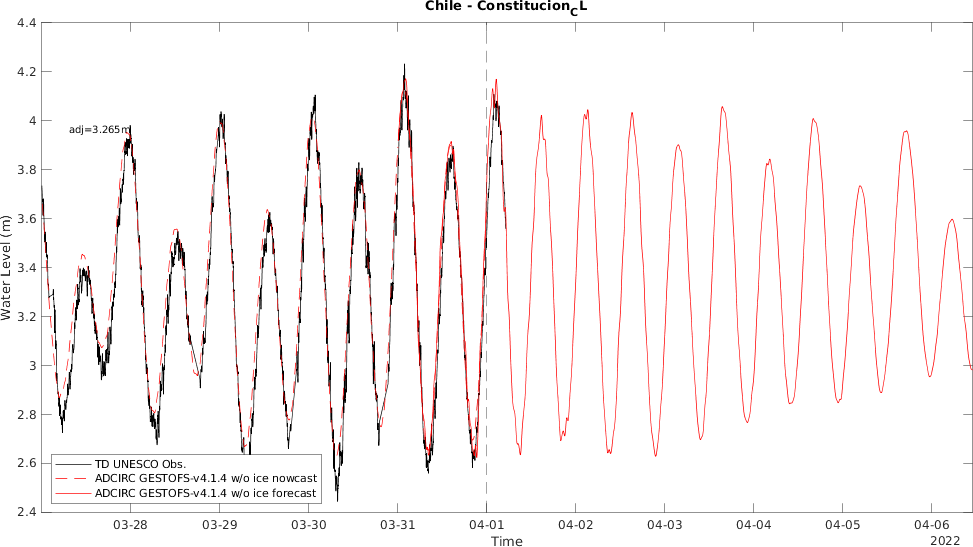 Chile - Constitucion_CL
4.4
4.2
4
3.8
3.6
3.4
3.2
3
2.8
2.6
2.4
Water Level (m)
adj=3.265m
TD UNESCO Obs.
ADCIRC GESTOFS-v4.1.4 w/o ice nowcast
ADCIRC GESTOFS-v4.1.4 w/o ice forecast
03-28 03-29 03-30 03-31 04-01 04-02 04-03 04-04 04-05 04-06
Time
2022